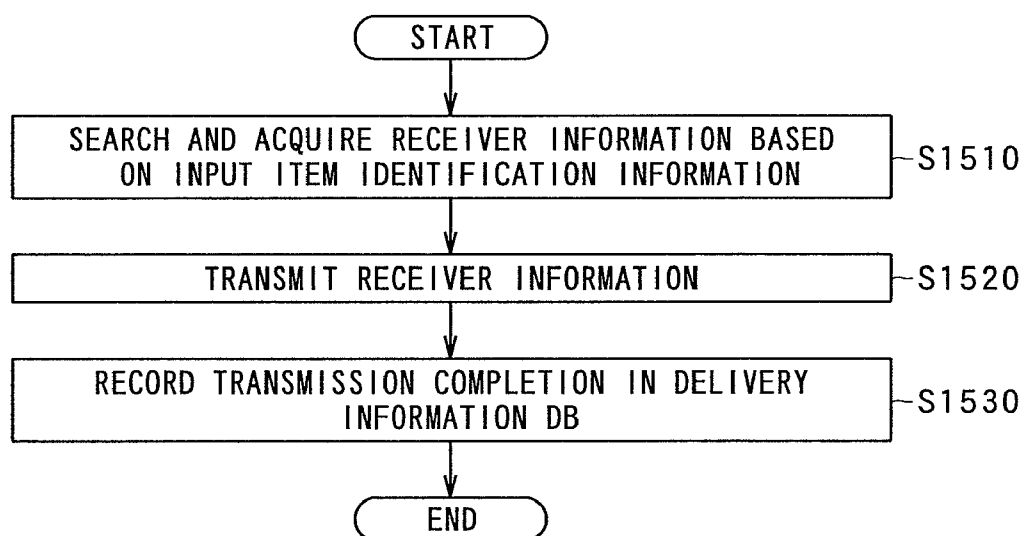 START
SEARCH AND ACQUIRE RECEIVER INFORMATION BASED
ON INPUT ITEM IDENTIFICATION INFORMATION
S1510
TRANSMIT RECEIVER INFORMATION
S1520
RECORD TRANSMISSION COMPLETION IN DELIVERY
INFORMATION DB
S1530
END